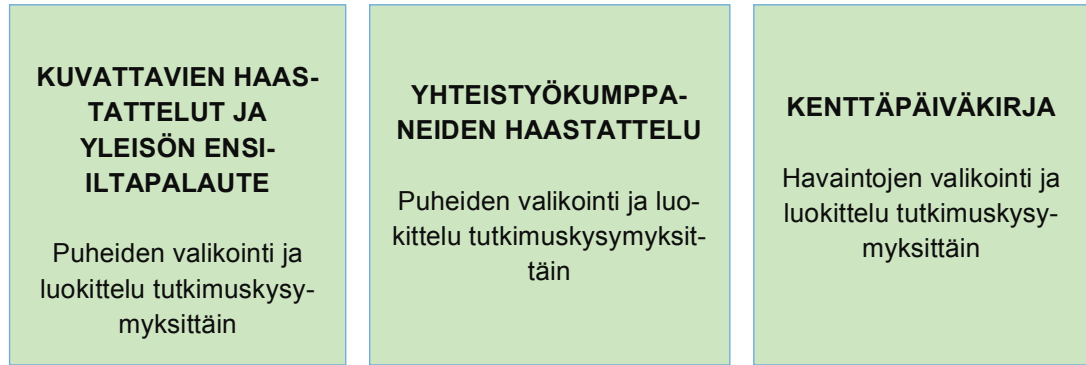 KUVATTAVIEN HAAS-
TATTELUT JA
YLEISÖN ENSI-
ILTAPALAUTE
Puheiden valikointi ja
luokittelu tutkimuskysy-
myksittäin
YHTEISTYÖKUMPPA-
NEIDEN HAASTATTELU
Puheiden valikointi ja luo-
kittelu tutkimuskysymyksit-
täin
KENTTÄPÄIVÄKIRJA
Havaintojen valikointi ja
luokittelu tutkimuskysy-
myksittäin